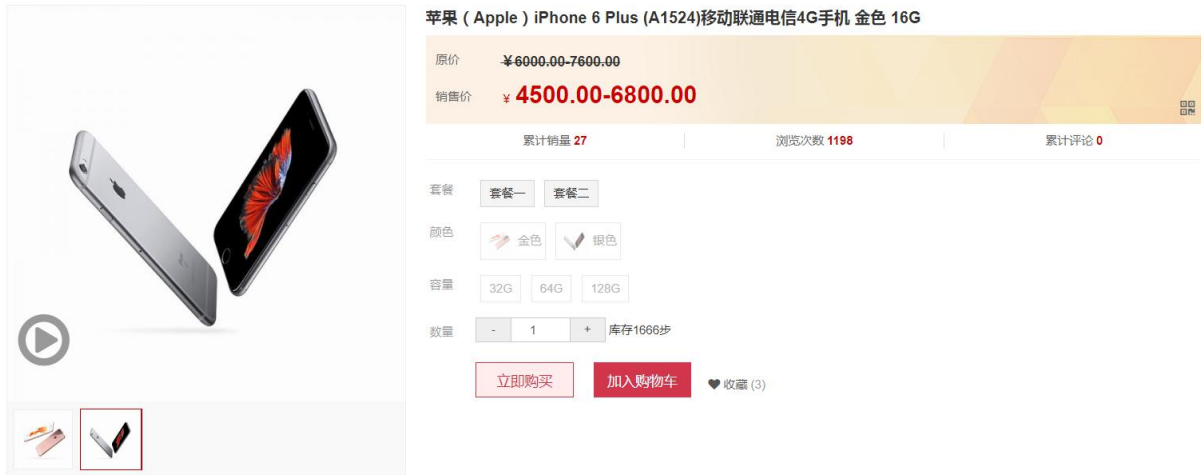 苹果（Apple）iPhone 6 Plus (A1524)移动联通电信4G手机 金色 16G
原价 ¥6000.00-7600.00
销售价 ¥ 4500.00-6800.00
累计销量 27 浏览次数 1198 累计评论 0
套餐 套餐一 套餐二
颜色 金色 银色
容量 32G 64G 128G
数量 - 1 + 库存1666步
立即购买 加入购物车 收藏 (3)